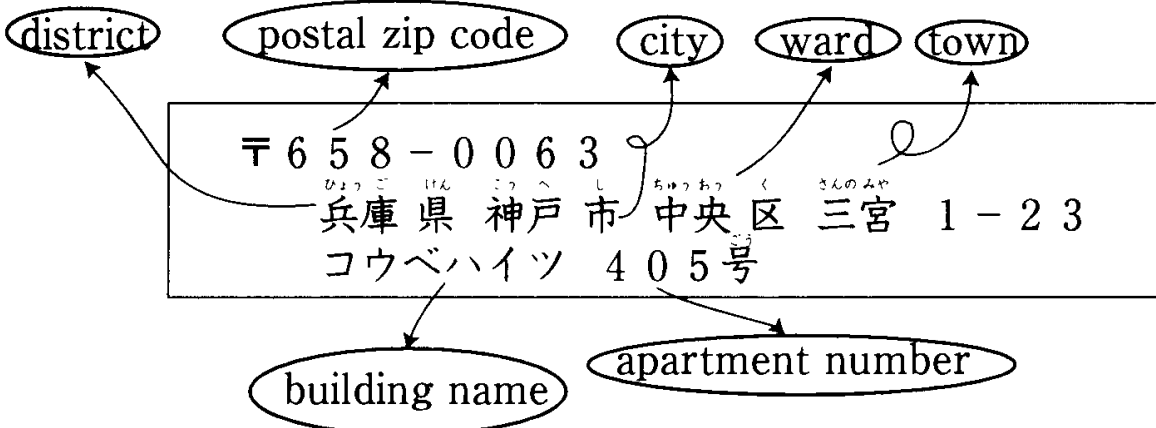 district postal zip code city ward town
〒658-0063
ひょうご けん こうべ し ちゅうおう く さんのみや
兵庫県 神戸市 中央区 三宮 1-23
ごう
コウベハイツ 405号
building name apartment number